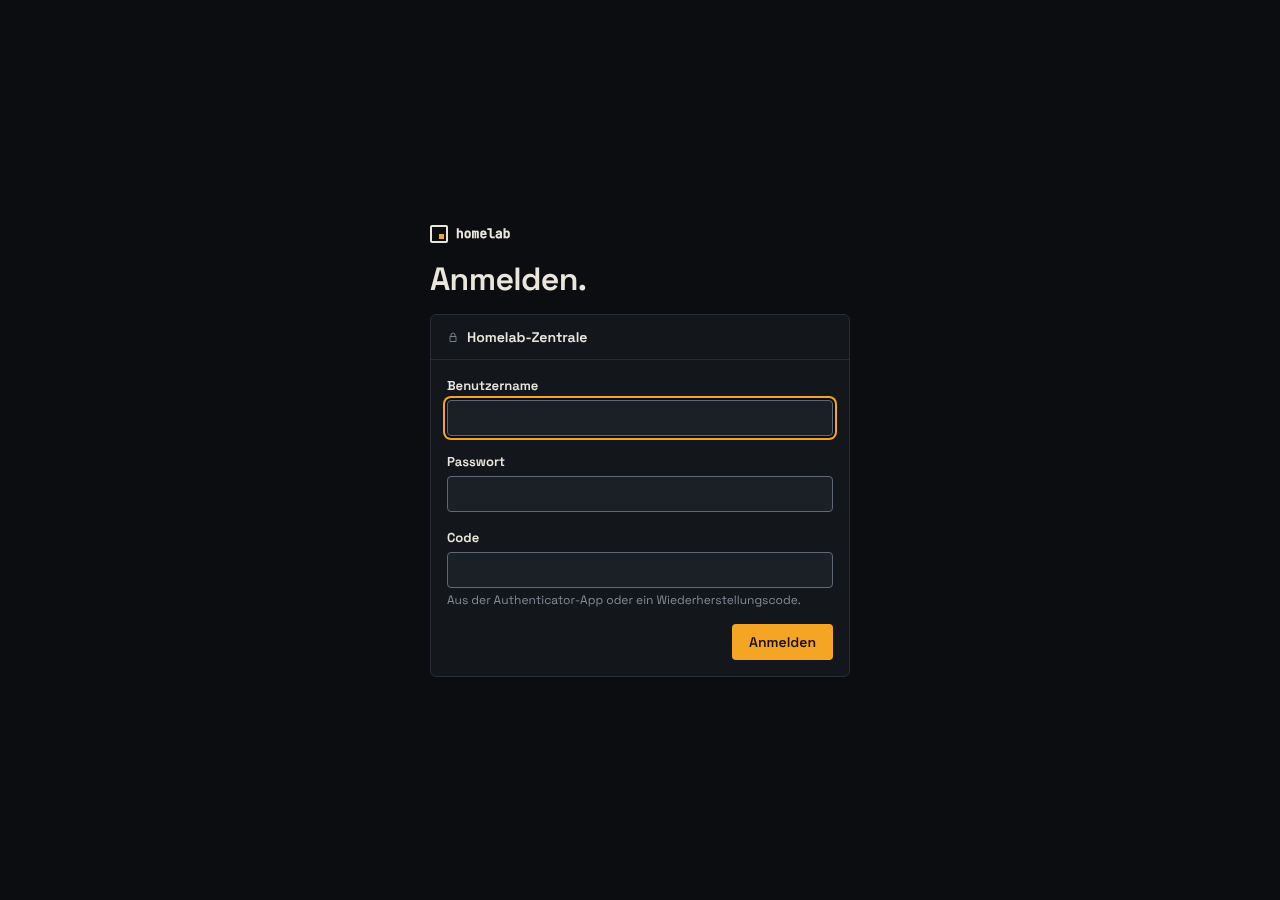 homelab
Anmelden.
Homelab-Zentrale
Benutzername
Passwort
Code
Aus der Authenticator-App oder ein Wiederherstellungscode.
Anmelden